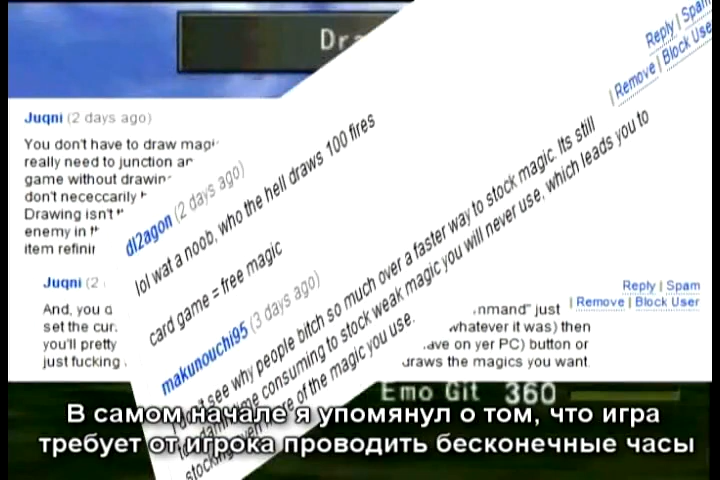 Dr
Reply | Spam
| Remove | Block User
Juqni (2 days ago)
You don't have to draw magi
really need to junction
game without drawin
don't nececcarily
Drawing isn't
enemy in
item refinir
dl2agon (2 days ago)
lol wat a noob, who the hell draws 100 fires
card game = free magic
Juqni (2
Reply | Spam
| Remove | Block User
And, you
set the cur
you'll pretty
just fucking
nmand" just
whatever it was) then
ave on yer PC) button or
draws the magics you want
makunouchi95 (3 days ago)
see why people bitch so much over a faster way to stock magic. Its still
damn time consuming to stock weak magic you will never use, which leads you to
stocking even more of the magic you use.
Emo Git 360
В самом начале я упомянул о том, что игра
требует от игрока проводить бесконечные часы